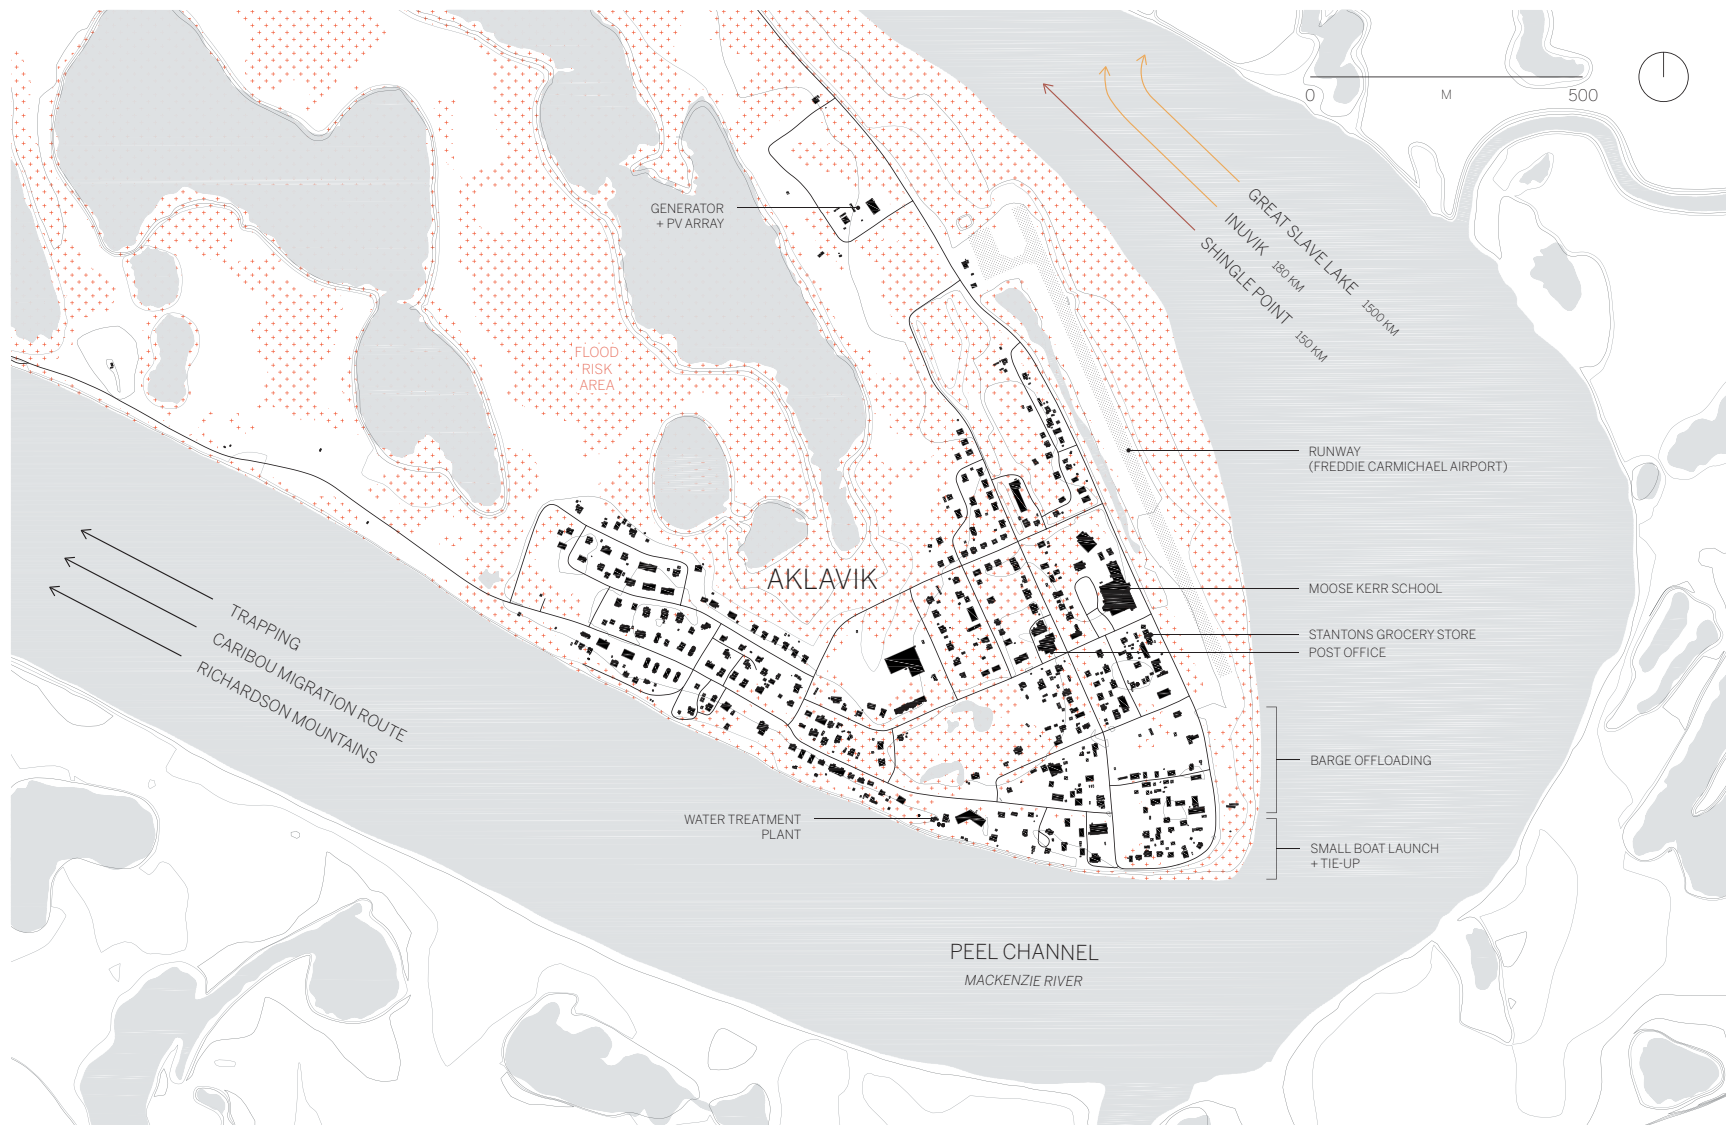 0
M
500
GREAT SLAVE LAKE 1500 KM
INUVIK 180 KM
SHINGLE POINT 150 KM
GENERATOR
+ PV ARRAY
FLOOD
RISK
AREA
RUNWAY
(FREDDIE CARMICHAEL AIRPORT)
AKLAVIK
MOOSE KERR SCHOOL
STANTONS GROCERY STORE
POST OFFICE
TRAPPING
CARIBOU MIGRATION ROUTE
RICHARDSON MOUNTAINS
BARGE OFFLOADING
WATER TREATMENT
PLANT
SMALL BOAT LAUNCH
+ TIE-UP
PEEL CHANNEL
MACKENZIE RIVER